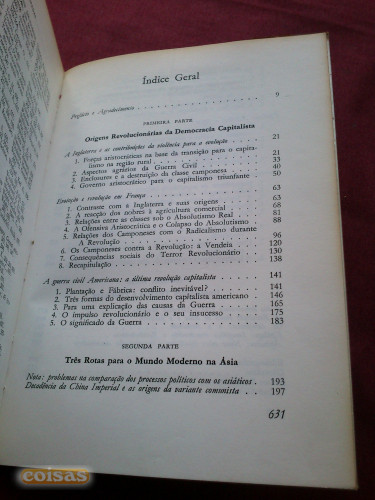 Índice Geral
Prefácio e Agradecimentos 9
PRIMEIRA PARTE
Origens Revolucionárias da Democracia Capitalista
A Inglaterra e as contribuições da violência para a evolução 21
1. Forças aristocráticas na base da transição para o capita-
lismo na região rural 21
2. Aspectos agrários da Guerra Civil 33
3. Enclosures e a destruição da classe camponesa 40
4. Governo aristocrático para o capitalismo triunfante 50
Evolução e revolução em França 63
1. Contraste com a Inglaterra e suas origens 63
2. A reacção dos nobres à agricultura comercial 68
3. Relações entre as classes sob o Absolutismo Real 81
4. A Ofensiva Aristocrática e o Colapso do Absolutismo 88
5. Relações dos Camponeses com o Radicalismo durante
A Revolução 96
6. Os Camponeses contra a Revolução: a Vendeia 120
7. Consequências sociais do Terror Revolucionário 130
8. Recapitulação 138
A guerra civil Americana: a última revolução capitalista 141
1. Plantação e Fábrica: conflito inevitável? 141
2. Três formas do desenvolvimento capitalista americano 146
3. Para uma explicação das causas da Guerra 165
4. O impulso revolucionário e o seu insucesso 175
5. O significado da Guerra 183
SEGUNDA PARTE
Três Rotas para o Mundo Moderno na Ásia
Nota: problemas na comparação dos processos políticos com os asiáticos 193
Decadência da China Imperial e as origens da variante comunista 197
631
coisas